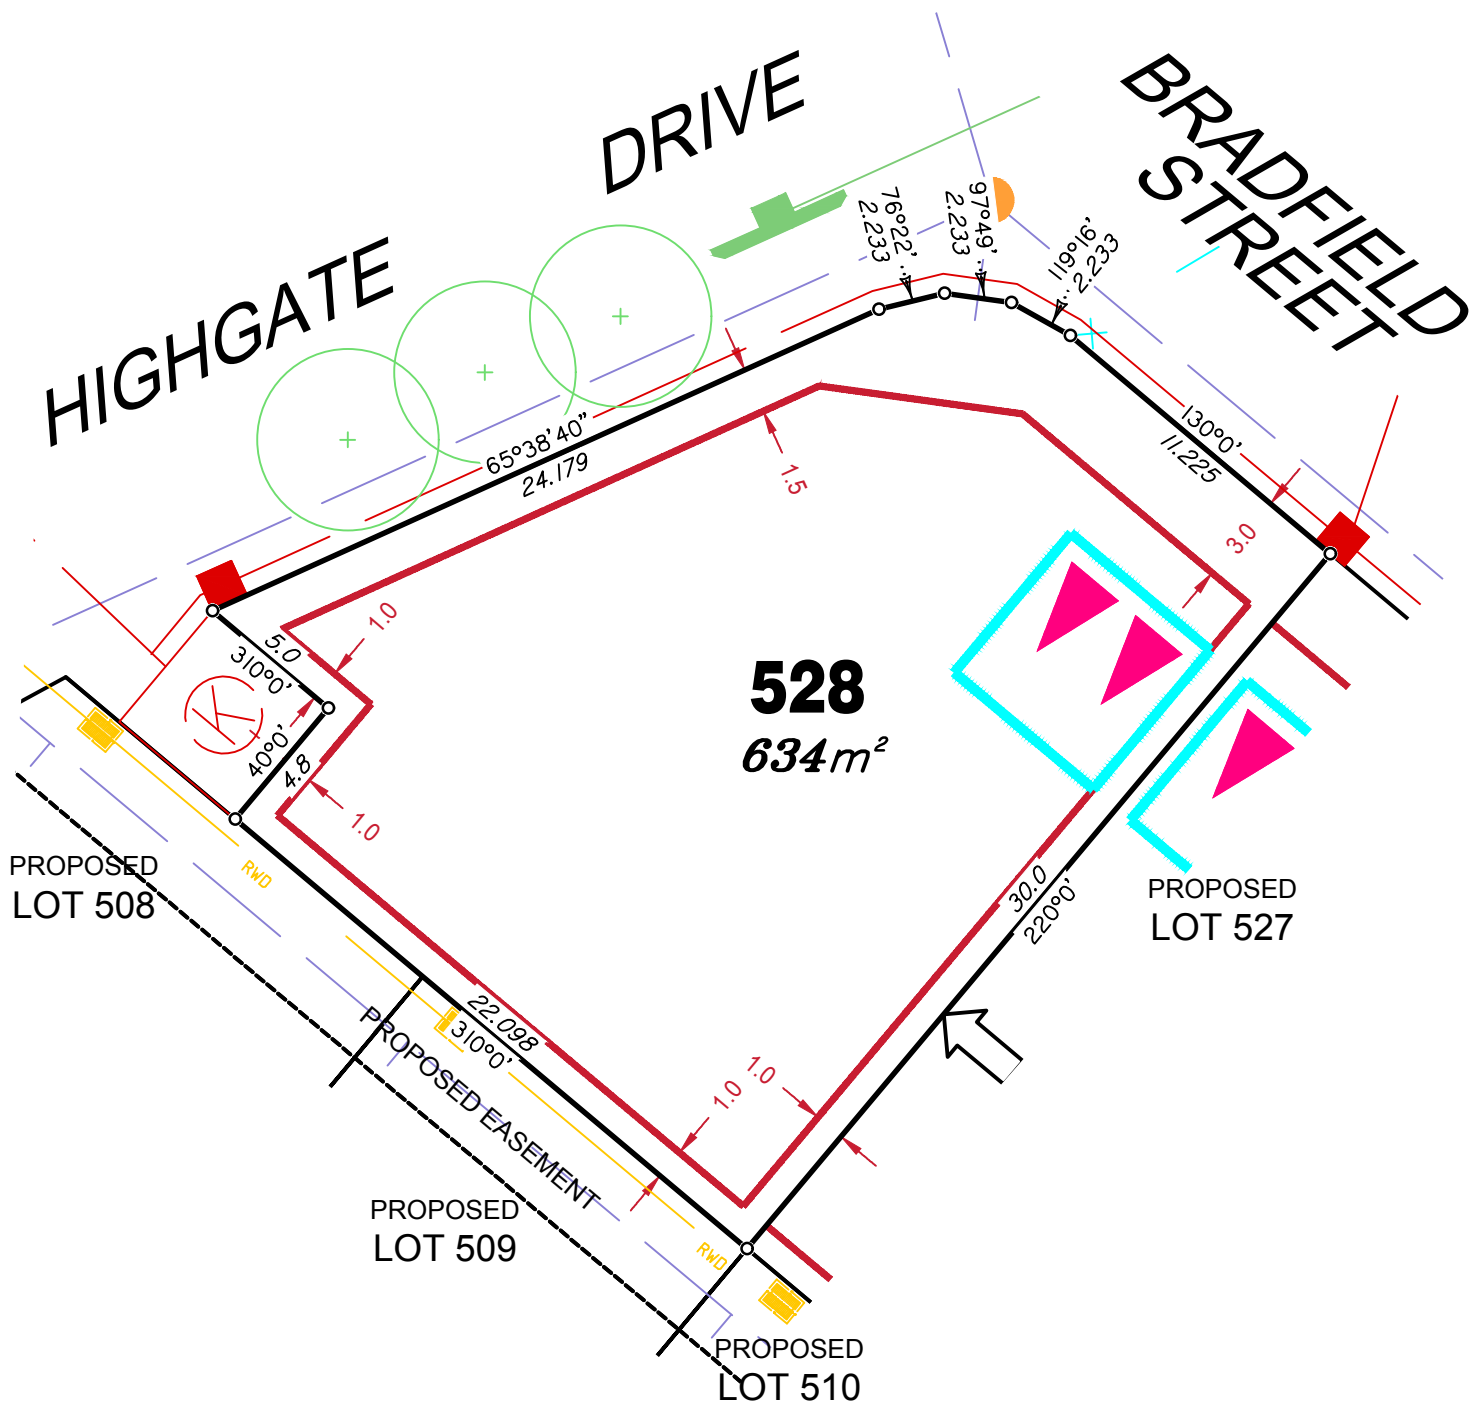 HIGHGATE
DRIVE
BRADFIELD
STREET
76°22'
2.233
97°49'
2.233
119°16'
2.233
130°0'
11.225
65°38'40"
24.179
1.5
3.0
1.0
5.0
310°0'
K
40°0'
4.8
1.0
528
634m²
PROPOSED
LOT 508
RWD
30.0
220°0'
PROPOSED
LOT 527
22.098
310°0'
PROPOSED EASEMENT
1.0
1.0
PROPOSED
LOT 509
RWD
PROPOSED
LOT 510